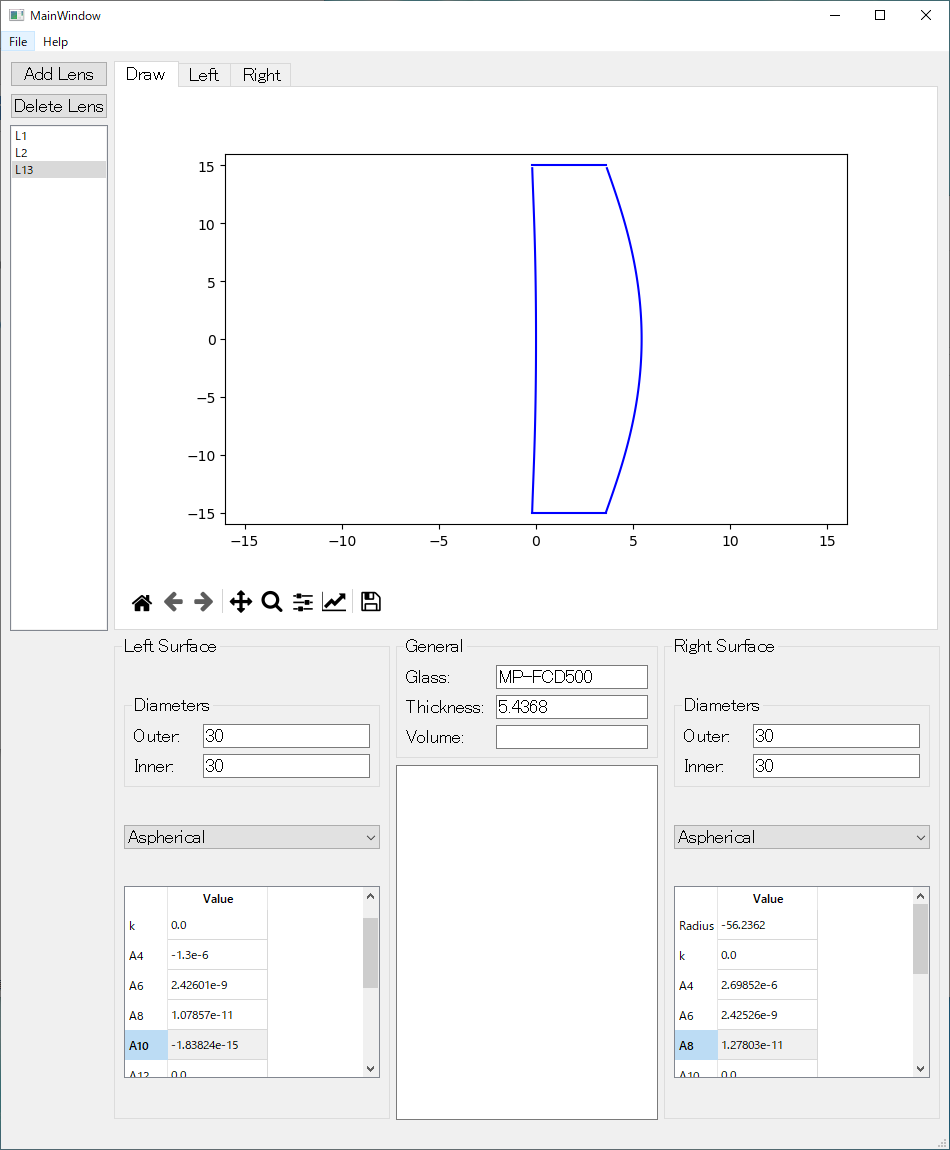 MainWindow
File Help
Add Lens
Delete Lens
L1
L2
L13
Draw Left Right
15
10
5
0
−5
−10
−15
−15 −10 −5 0 5 10 15
Left Surface
Diameters
Outer: 30
Inner: 30
Aspherical
Value
k 0.0
A4 -1.3e-6
A6 2.42601e-9
A8 1.07857e-11
A10 -1.83824e-15
A12 0.0
General
Glass: MP-FCD500
Thickness: 5.4368
Volume:
Right Surface
Diameters
Outer: 30
Inner: 30
Aspherical
Value
Radius -56.2362
k 0.0
A4 2.69852e-6
A6 2.42526e-9
A8 1.27803e-11
A10 0.0